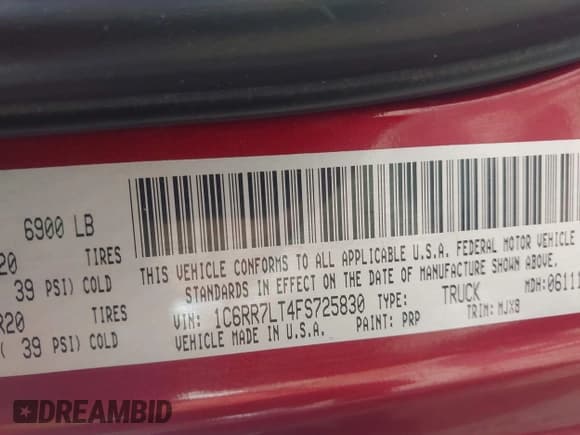 6900 LB
20 TIRES
39 PSI) COLD
R20 TIRES
( 39 PSI) COLD
THIS VEHICLE CONFORMS TO ALL APPLICABLE U.S.A. FEDERAL MOTOR VEHICLE
STANDARDS IN EFFECT ON THE DATE OF MANUFACTURE SHOWN ABOVE.
VIN: 1C6RR7LT4FS725830 TYPE: TRUCK MDH: 06111
VEHICLE MADE IN U.S.A. PAINT: PRP TRIM: MJX8
DREAMBID